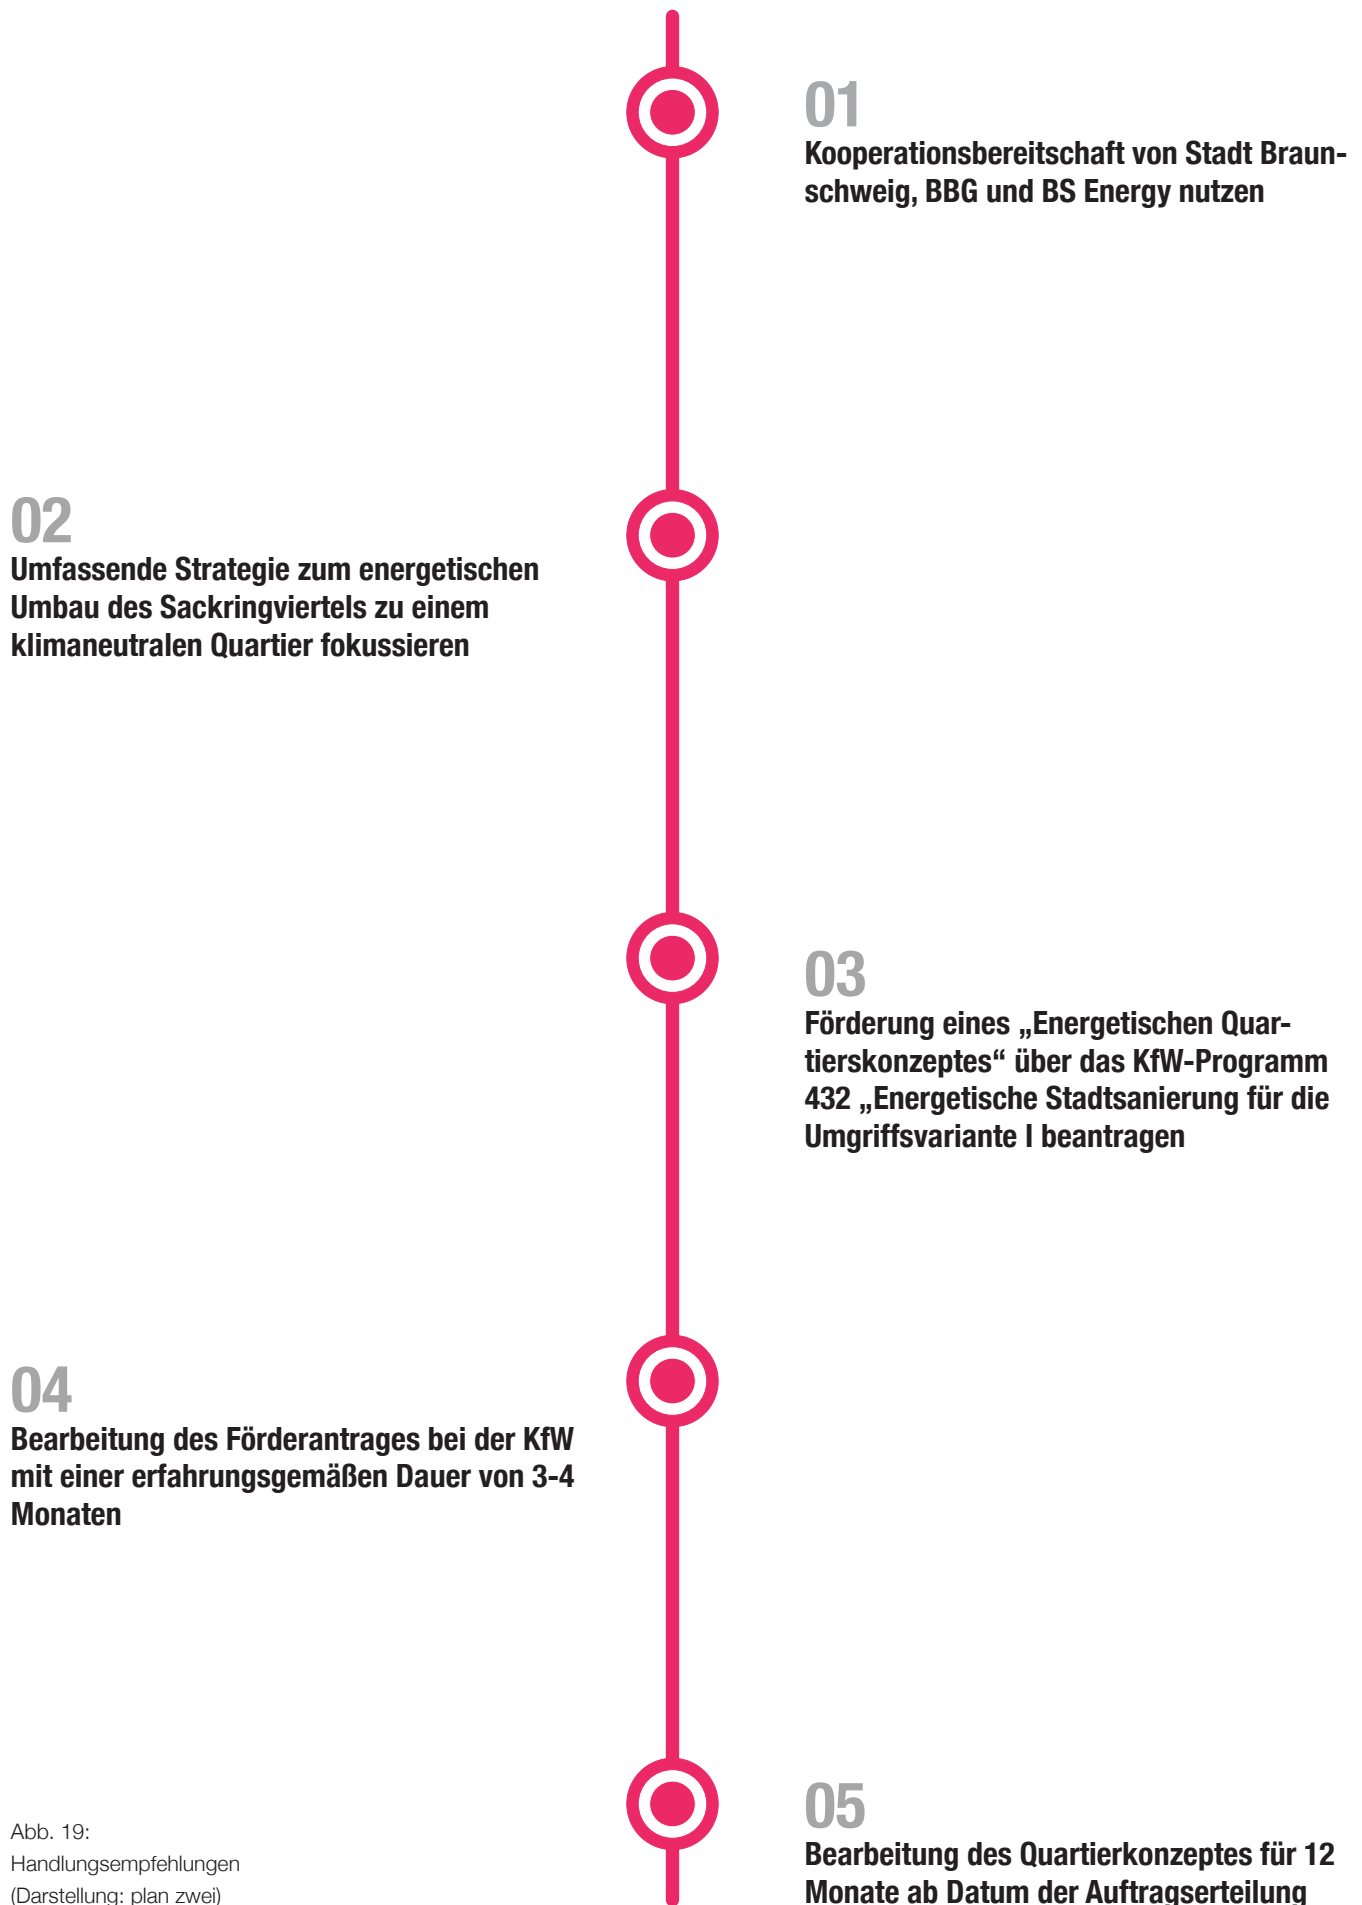 01
Kooperationsbereitschaft von Stadt Braun-
schweig, BBG und BS Energy nutzen
02
Umfassende Strategie zum energetischen
Umbau des Sackringviertels zu einem
klimaneutralen Quartier fokussieren
03
Förderung eines „Energetischen Quar-
tierskonzeptes“ über das KfW-Programm
432 „Energetische Stadtsanierung für die
Umgriffsvariante I beantragen
04
Bearbeitung des Förderantrages bei der KfW
mit einer erfahrungsgemäßen Dauer von 3-4
Monaten
05
Bearbeitung des Quartierkonzeptes für 12
Monate ab Datum der Auftragserteilung
Abb. 19:
Handlungsempfehlungen
(Darstellung: plan zwei)